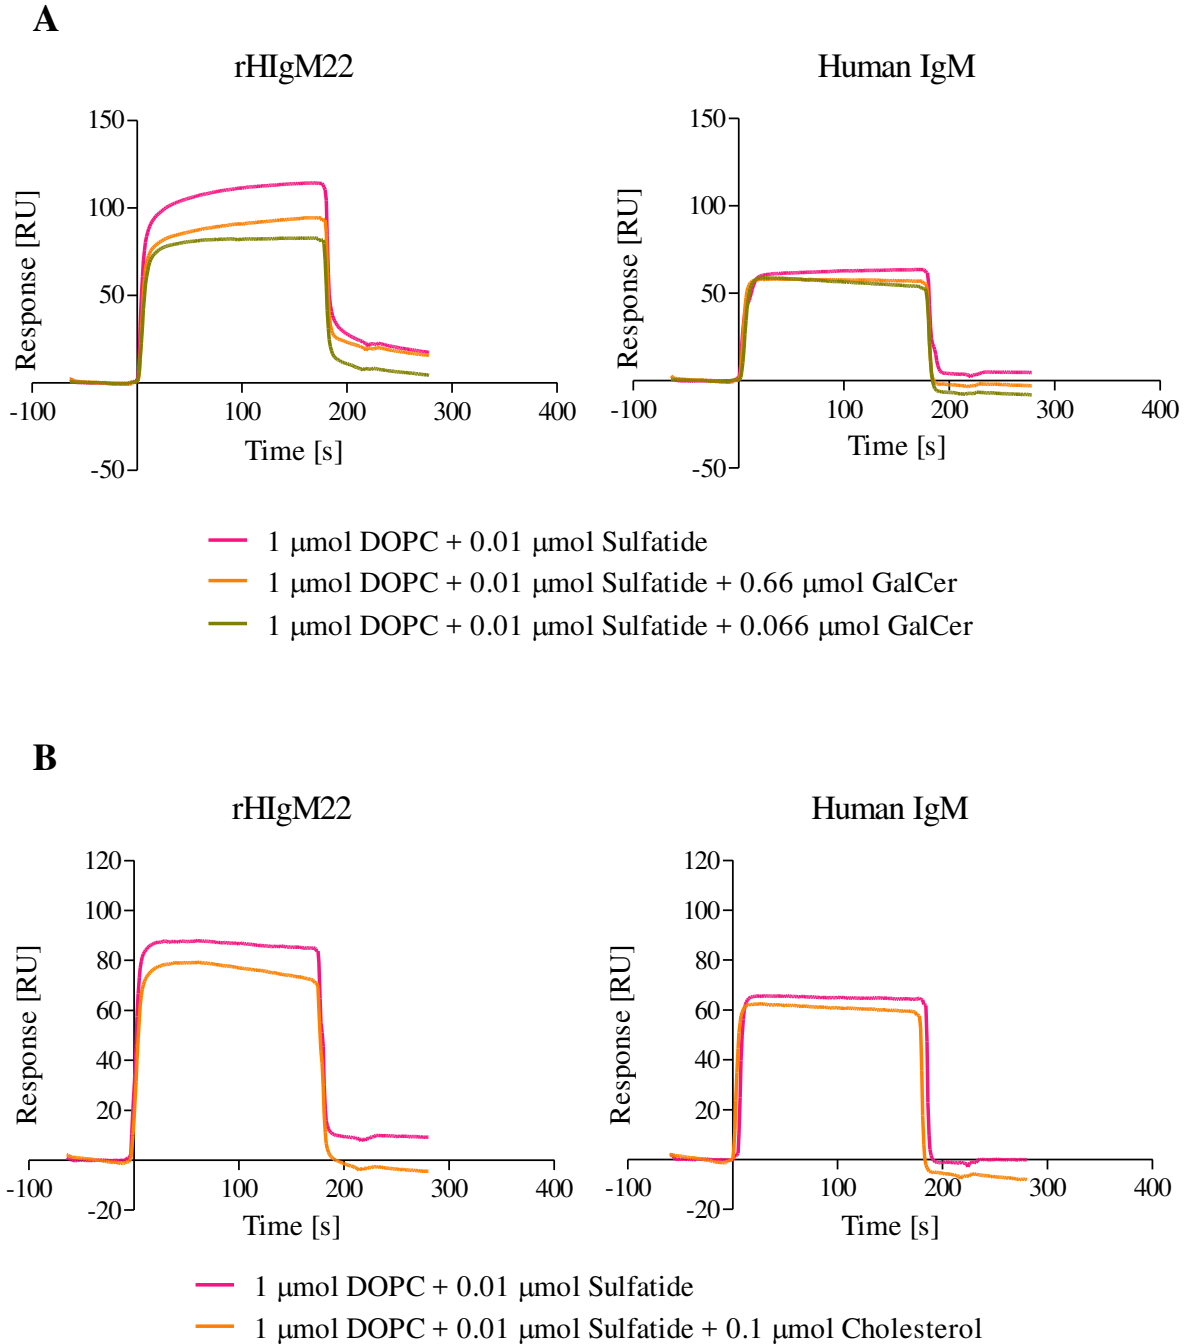 A
rHIgM22
Human IgM
150
100
50
-50
-100
100
200
300
400
Response [RU]
Time [s]
150
100
50
-50
-100
100
200
300
400
Response [RU]
Time [s]
1 μmol DOPC + 0.01 μmol Sulfatide
1 μmol DOPC + 0.01 μmol Sulfatide + 0.66 μmol GalCer
1 μmol DOPC + 0.01 μmol Sulfatide + 0.066 μmol GalCer
B
rHIgM22
Human IgM
120
100
80
60
40
20
-20
-100
100
200
300
400
Response [RU]
Time [s]
120
100
80
60
40
20
-20
-100
100
200
300
400
Response [RU]
Time [s]
1 μmol DOPC + 0.01 μmol Sulfatide
1 μmol DOPC + 0.01 μmol Sulfatide + 0.1 μmol Cholesterol